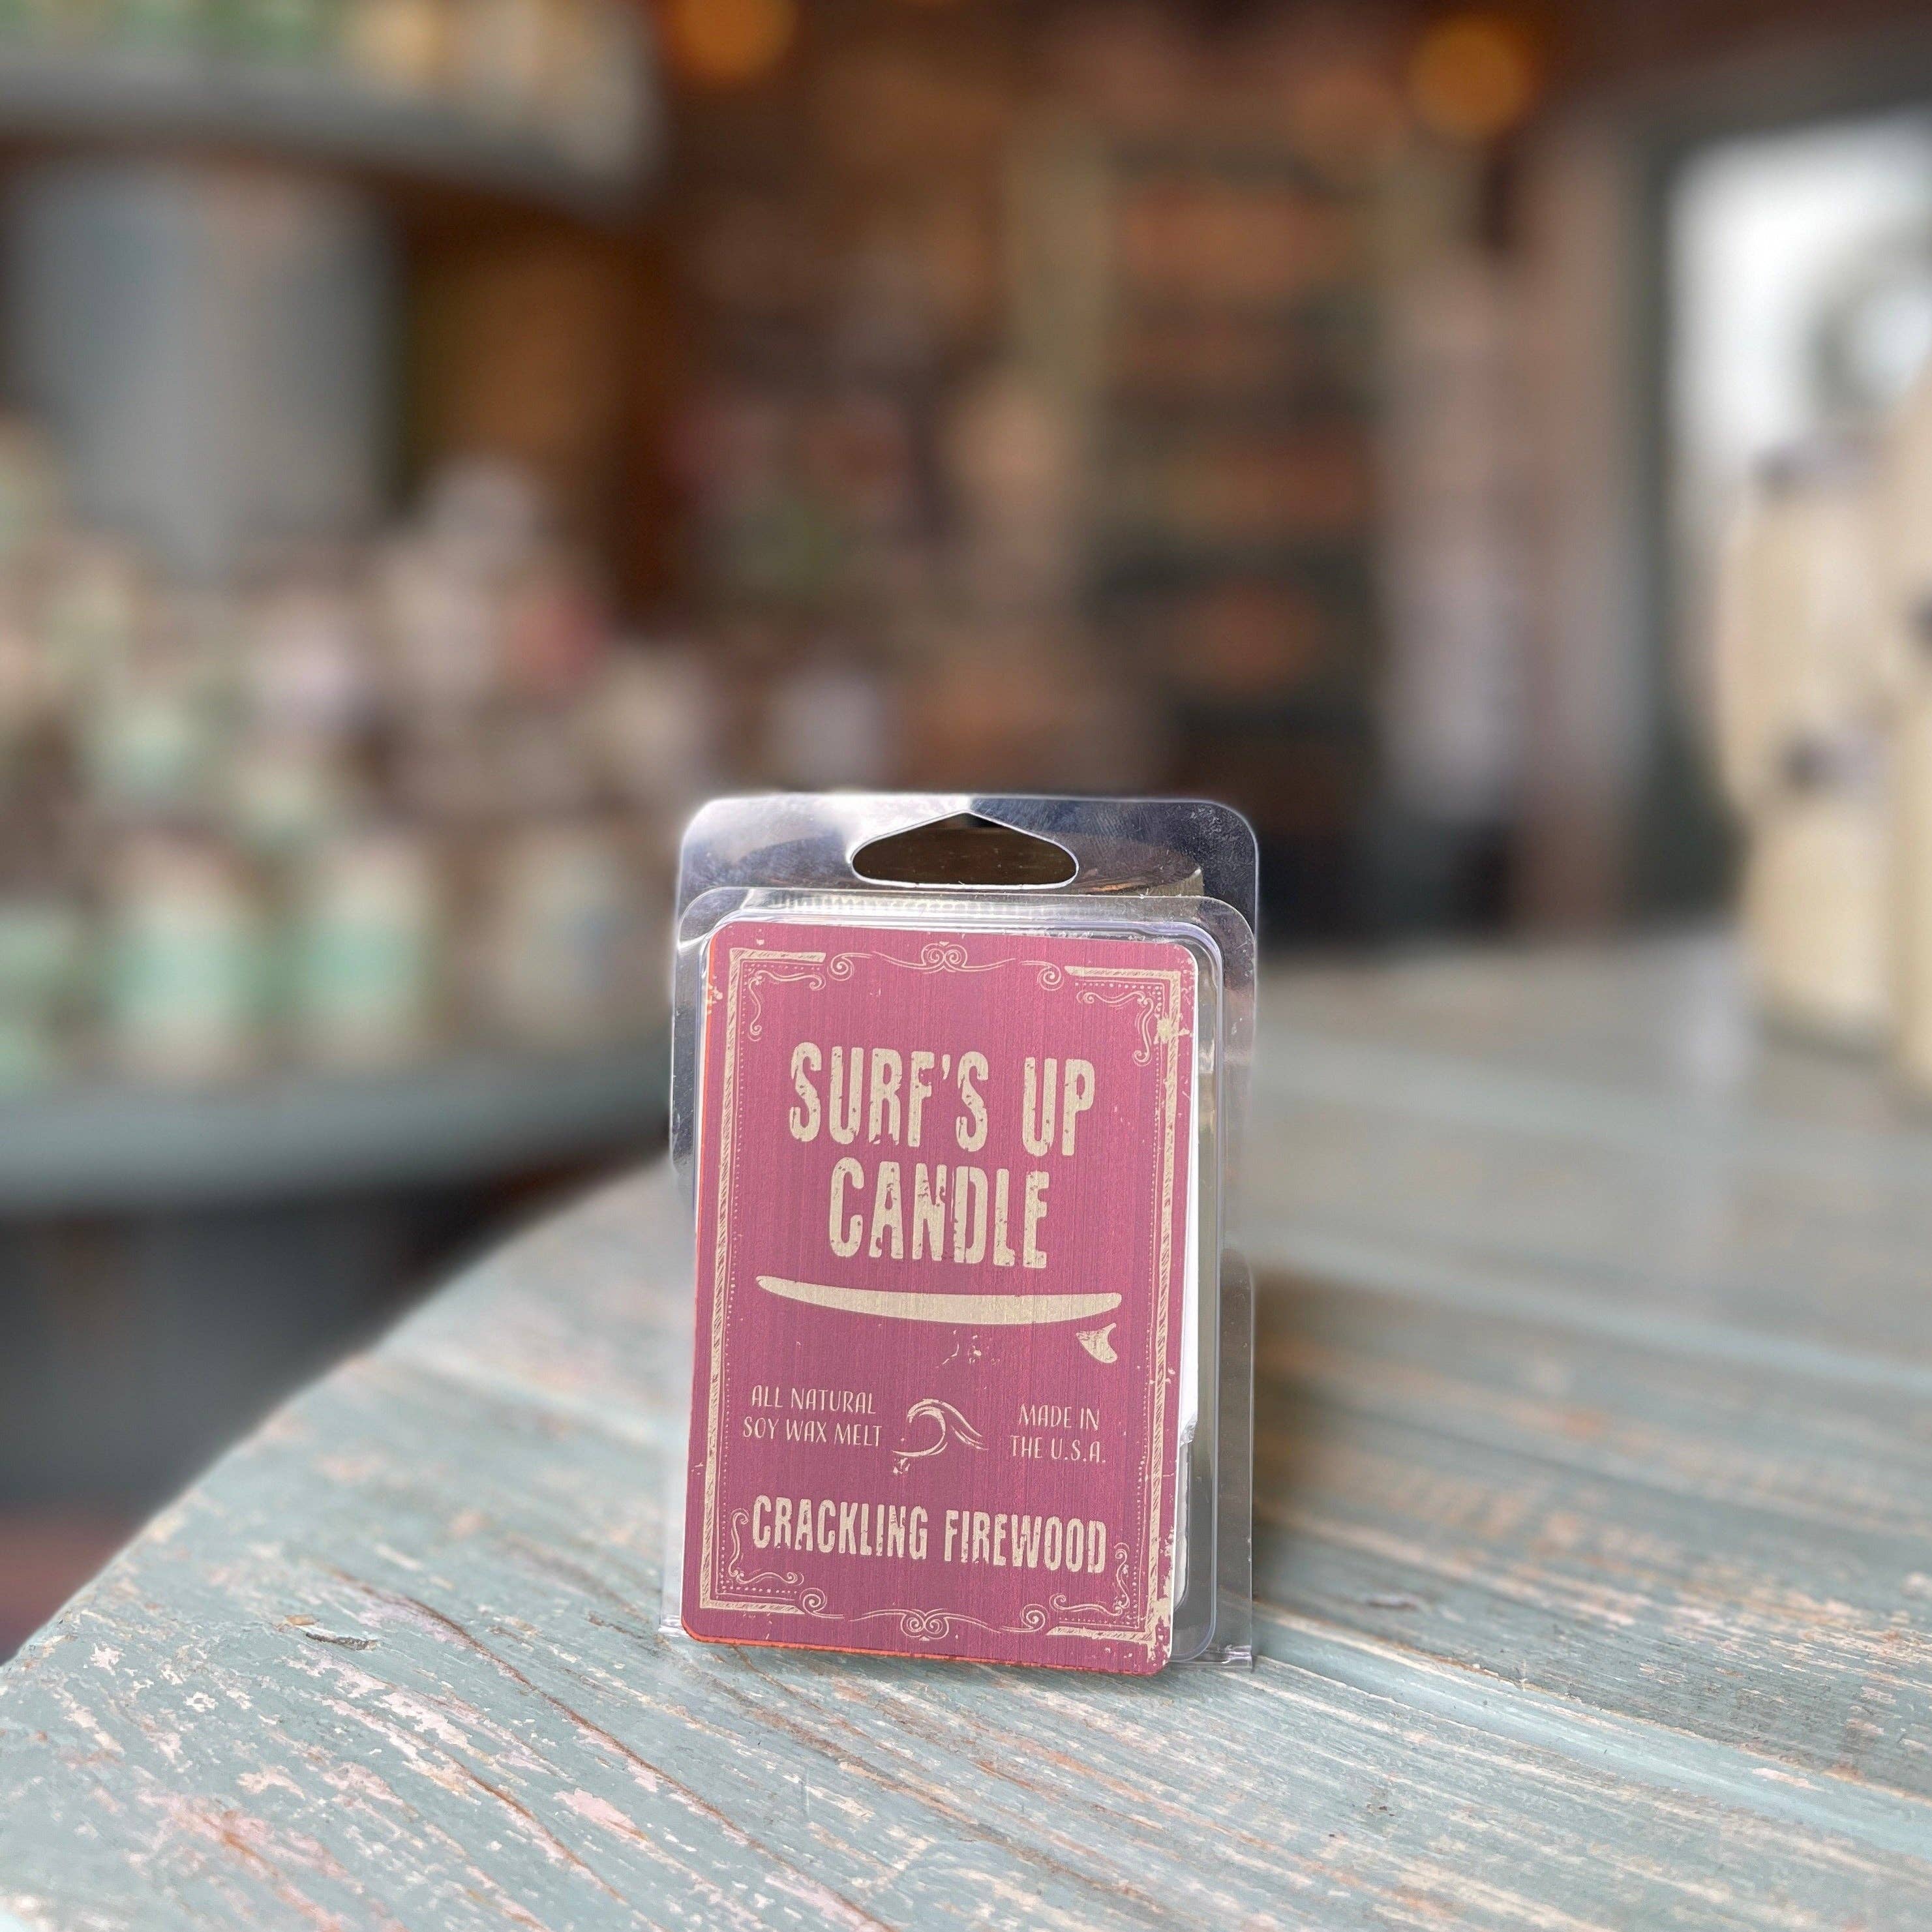 SURF'S UP
CANDLE
ALL NATURAL
SOY WAX MELT
MADE IN
THE U.S.A.
CRACKLING FIREWOOD